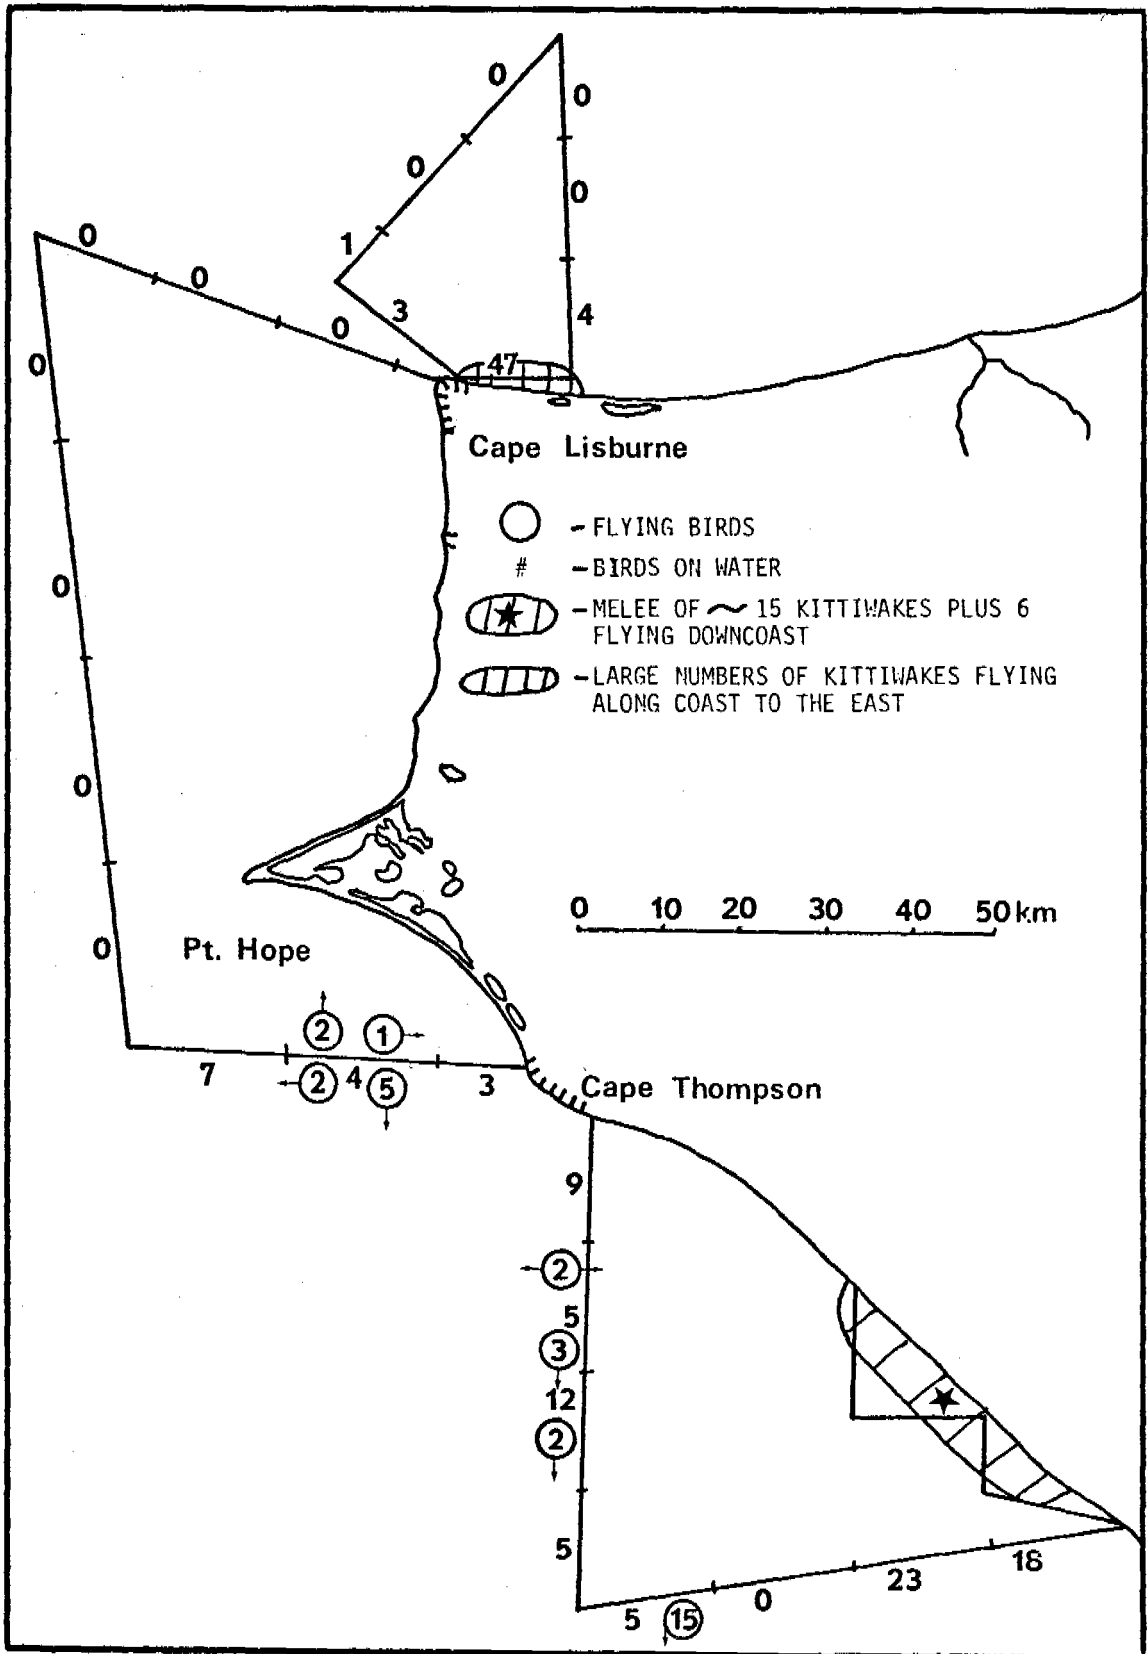 0
0
0
0
1
0
0
3
4
0
0
47
Cape Lisburne
- FLYING BIRDS
# - BIRDS ON WATER
0
- MELEE OF ~ 15 KITTIWAKES PLUS 6
FLYING DOWNCOAST
- LARGE NUMBERS OF KITTIWAKES FLYING
ALONG COAST TO THE EAST
0
0 10 20 30 40 50 km
0
Pt. Hope
2 1
7 2 4 5 3
Cape Thompson
9
2
5
3
12
2
5
5 15 0 23 18